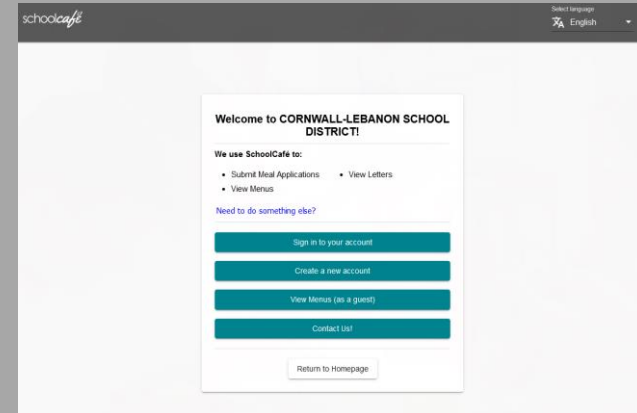 schoolcafé
Select language
English
Welcome to CORNWALL-LEBANON SCHOOL
DISTRICT!
We use SchoolCafé to:
• Submit Meal Applications
• View Letters
• View Menus
Need to do something else?
Sign in to your account
Create a new account
View Menus (as a guest)
Contact Us!
Return to Homepage